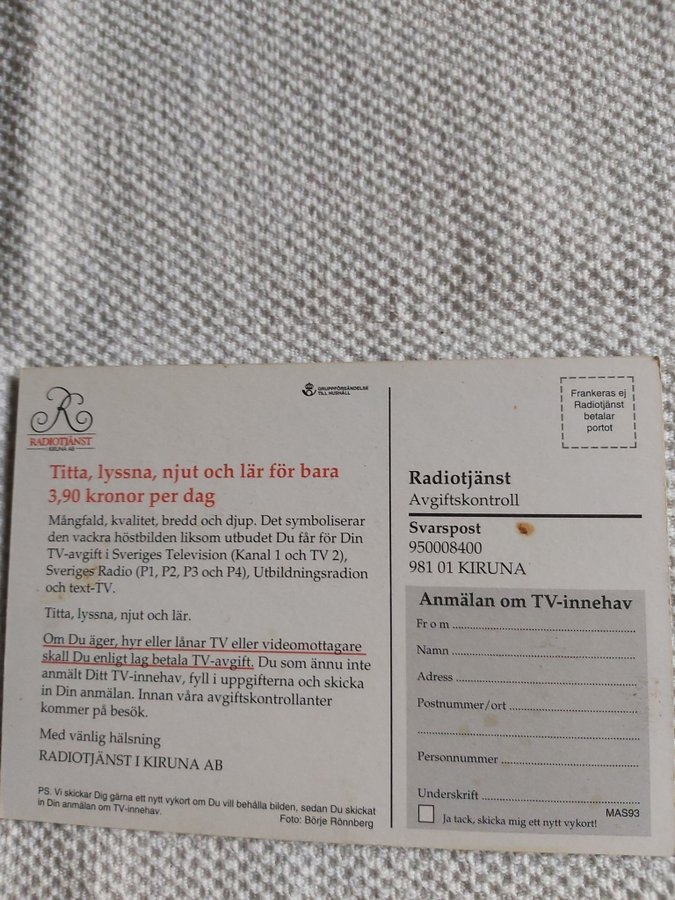 R
RADIOTJÄNST
KIRUNA AB
GRUPPFÖRSÄNDELSE
TILL HUSHÅLL
Titta, lyssna, njut och lär för bara
3,90 kronor per dag
Mångfald, kvalitet, bredd och djup. Det symboliserar
den vackra höstbilden liksom utbudet Du får för Din
TV-avgift i Sveriges Television (Kanal 1 och TV 2),
Sveriges Radio (P1, P2, P3 och P4), Utbildningsradion
och text-TV.
Titta, lyssna, njut och lär.
Om Du äger, hyr eller lånar TV eller videomottagare
skall Du enligt lag betala TV-avgift. Du som ännu inte
anmält Ditt TV-innehav, fyll i uppgifterna och skicka
in Din anmälan. Innan våra avgiftskontrollanter
kommer på besök.
Med vänlig hälsning
RADIOTJÄNST I KIRUNA AB
PS. Vi skickar Dig gärna ett nytt vykort om Du vill behålla bilden, sedan Du skickat
in Din anmälan om TV-innehav.
Foto: Börje Rönnberg
Frankeras ej
Radiotjänst
betalar
portot
Radiotjänst
Avgiftskontroll
Svarspost
950008400
981 01 KIRUNA
Anmälan om TV-innehav
Fr o m
Namn
Adress
Postnummer/ort
Personnummer
Underskrift
MAS93
Ja tack, skicka mig ett nytt vykort!